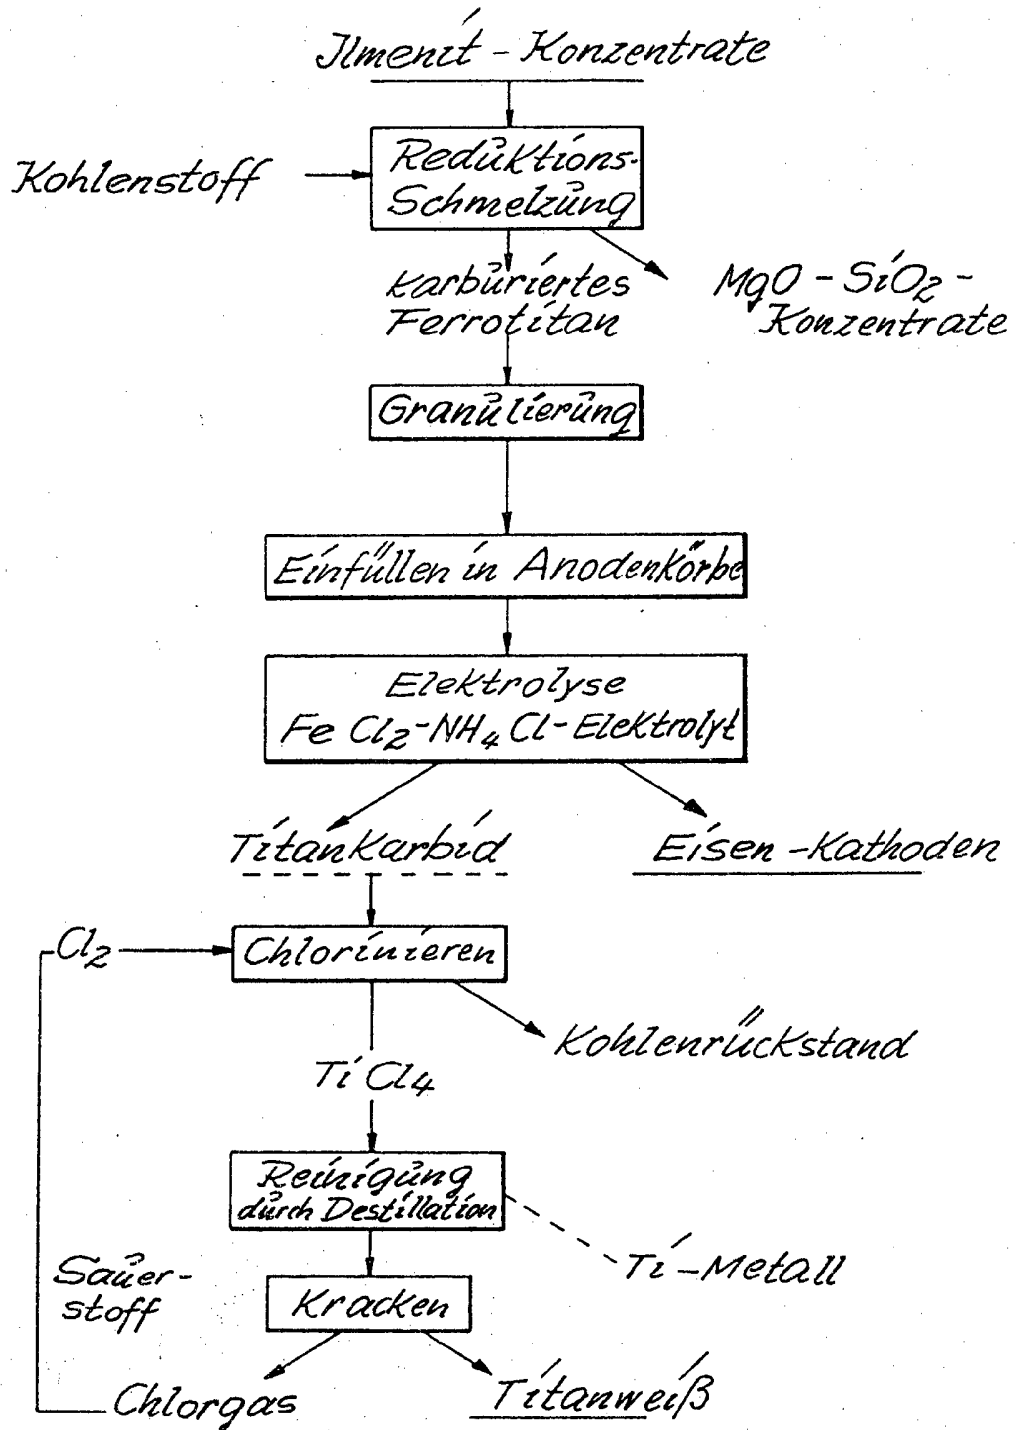 Ilmenit - Konzentrate
Kohlenstoff
Reduktions-
Schmelzung
Karburiertes
Ferrotitan
MgO - SiO₂ -
Konzentrate
Granulierung
Einfüllen in Anodenkörbe
Elektrolyse
Fe Cl₂-NH₄ Cl-Elektrolyt
Titankarbid
Eisen - Kathoden
Cl₂
Chlorinieren
Kohlenrückstand
Ti Cl₄
Reinigung
durch Destillation
Ti - Metall
Sauer-
stoff
Kracken
Chlorgas
Titanweiß